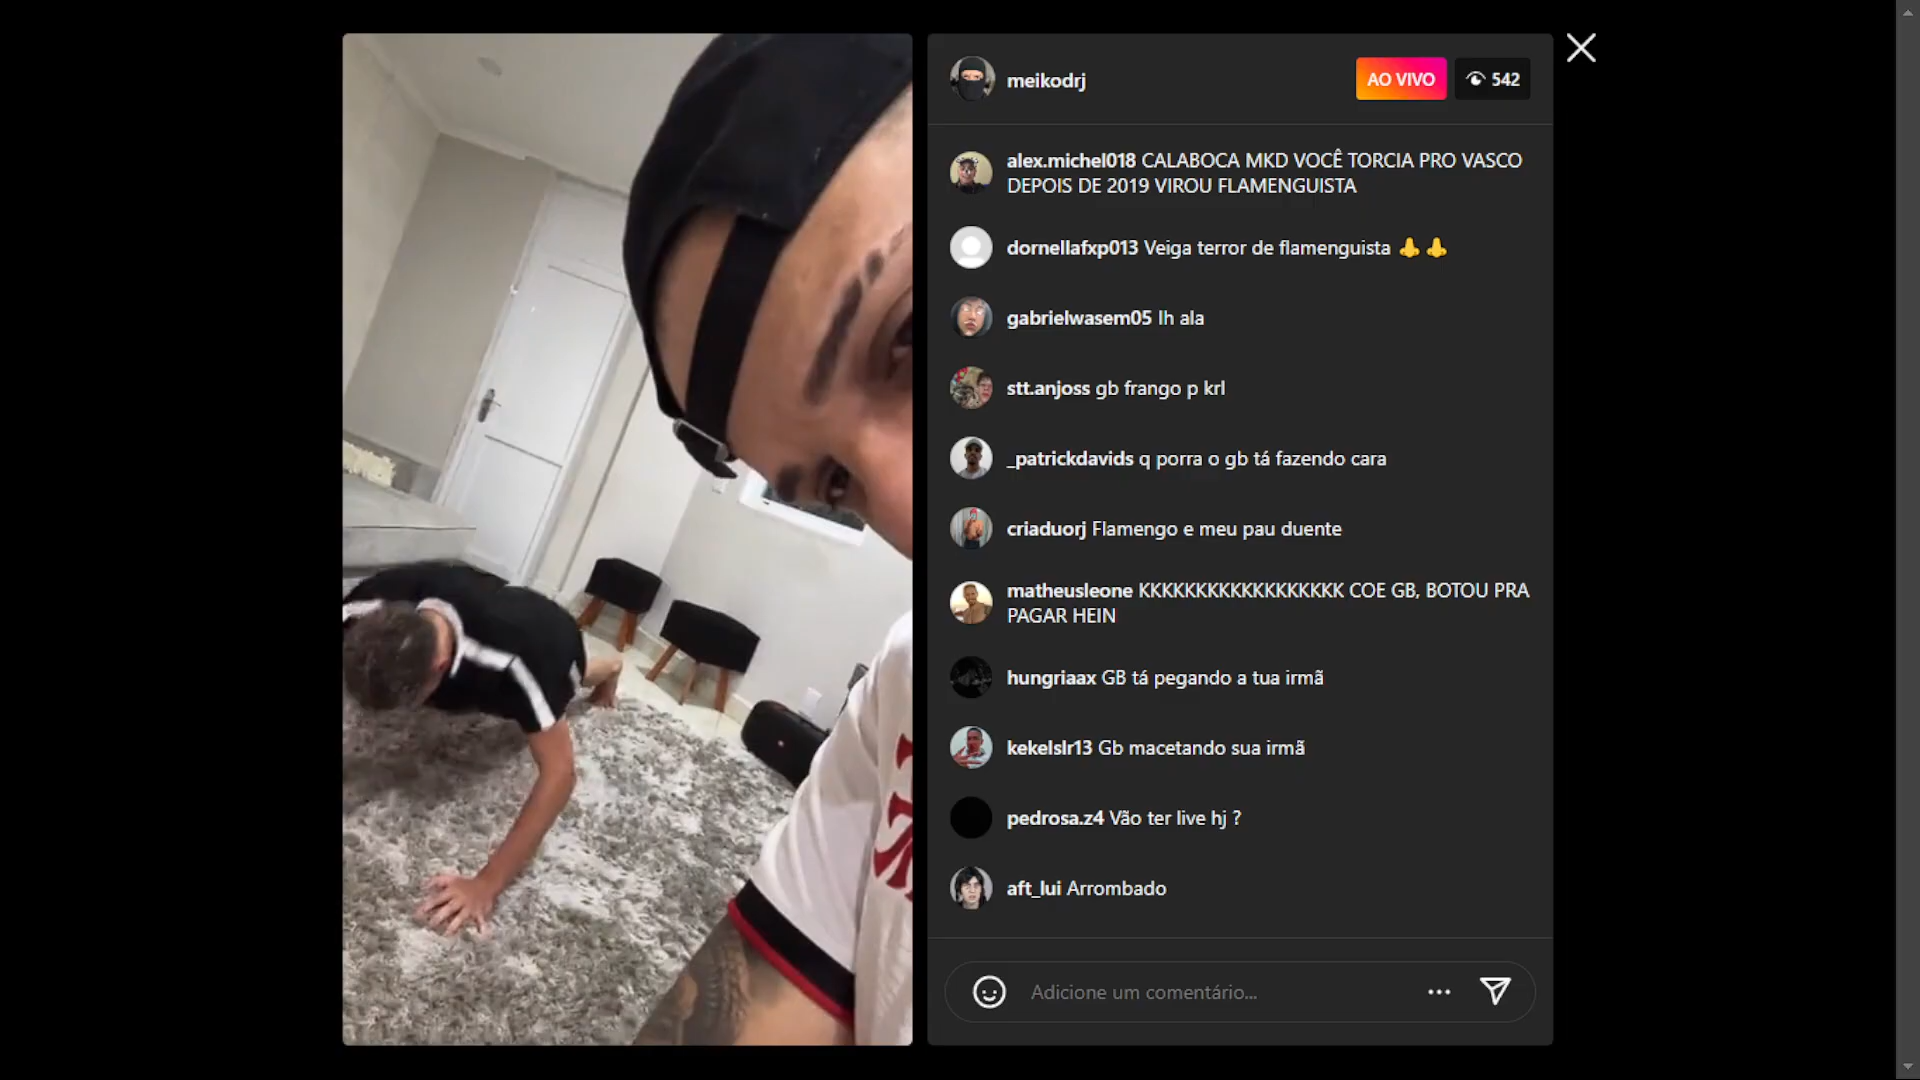 meikodrj
AO VIVO
542
alex.michel018 CALABOCA MKD VOCÊ TORCIA PRO VASCO
DEPOIS DE 2019 VIROU FLAMENGUISTA
dornellafxp013 Veiga terror de flamenguista 👃👃
gabrielwasem05 Ih ala
stt.anjoss gb frango p krl
_patrickdavids q porra o gb tá fazendo cara
criaduorj Flamengo e meu pau duente
matheusleone KKKKKKKKKKKKKKKKKK COE GB, BOTOU PRA
PAGAR HEIN
hungriaax GB tá pegando a tua irmã
kekelslr13 Gb macetando sua irmã
pedrosa.z4 Vão ter live hj ?
aft_lui Arrombado
Adicione um comentário...